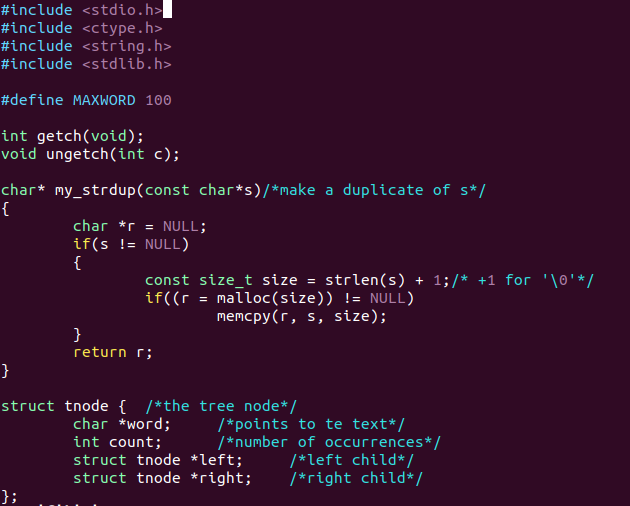 #include <stdio.h>
#include <ctype.h>
#include <string.h>
#include <stdlib.h>
#define MAXWORD 100
int getch(void);
void ungetch(int c);
char* my_strdup(const char*s)/*make a duplicate of s*/
{
char *r = NULL;
if(s != NULL)
{
const size_t size = strlen(s) + 1;/* +1 for '\0'*/
if((r = malloc(size)) != NULL)
memcpy(r, s, size);
}
return r;
}
struct tnode { /*the tree node*/
char *word; /*points to te text*/
int count; /*number of occurrences*/
struct tnode *left; /*left child*/
struct tnode *right; /*right child*/
};